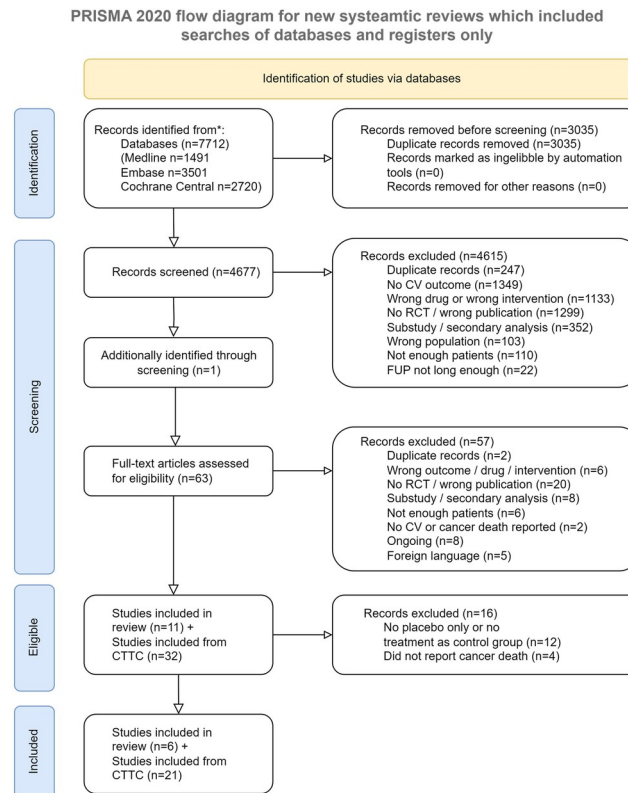 PRISMA 2020 flow diagram for new systeamtic reviews which included
searches of databases and registers only
Identification of studies via databases
Identification
Records identified from*:
Databases (n=7712)
(Medline n=1491
Embase n=3501
Cochrane Central n=2720)
Records removed before screening (n=3035)
Duplicate records removed (n=3035)
Records marked as ingelibble by automation
tools (n=0)
Records removed for other reasons (n=0)
Screening
Records screened (n=4677)
Records excluded (n=4615)
Duplicate records (n=247)
No CV outcome (n=1349)
Wrong drug or wrong intervention (n=1133)
No RCT / wrong publication (n=1299)
Substudy / secondary analysis (n=352)
Wrong population (n=103)
Not enough patients (n=110)
FUP not long enough (n=22)
Additionally identified through
screening (n=1)
Full-text articles assessed
for eligibility (n=63)
Records excluded (n=57)
Duplicate records (n=2)
Wrong outcome / drug / intervention (n=6)
No RCT / wrong publication (n=20)
Substudy / secondary analysis (n=8)
Not enough patients (n=6)
No CV or cancer death reported (n=2)
Ongoing (n=8)
Foreign language (n=5)
Eligible
Studies included in
review (n=11) +
Studies included from
CTTC (n=32)
Records excluded (n=16)
No placebo only or no
treatment as control group (n=12)
Did not report cancer death (n=4)
Included
Studies included in
review (n=6) +
Studies included from
CTTC (n=21)